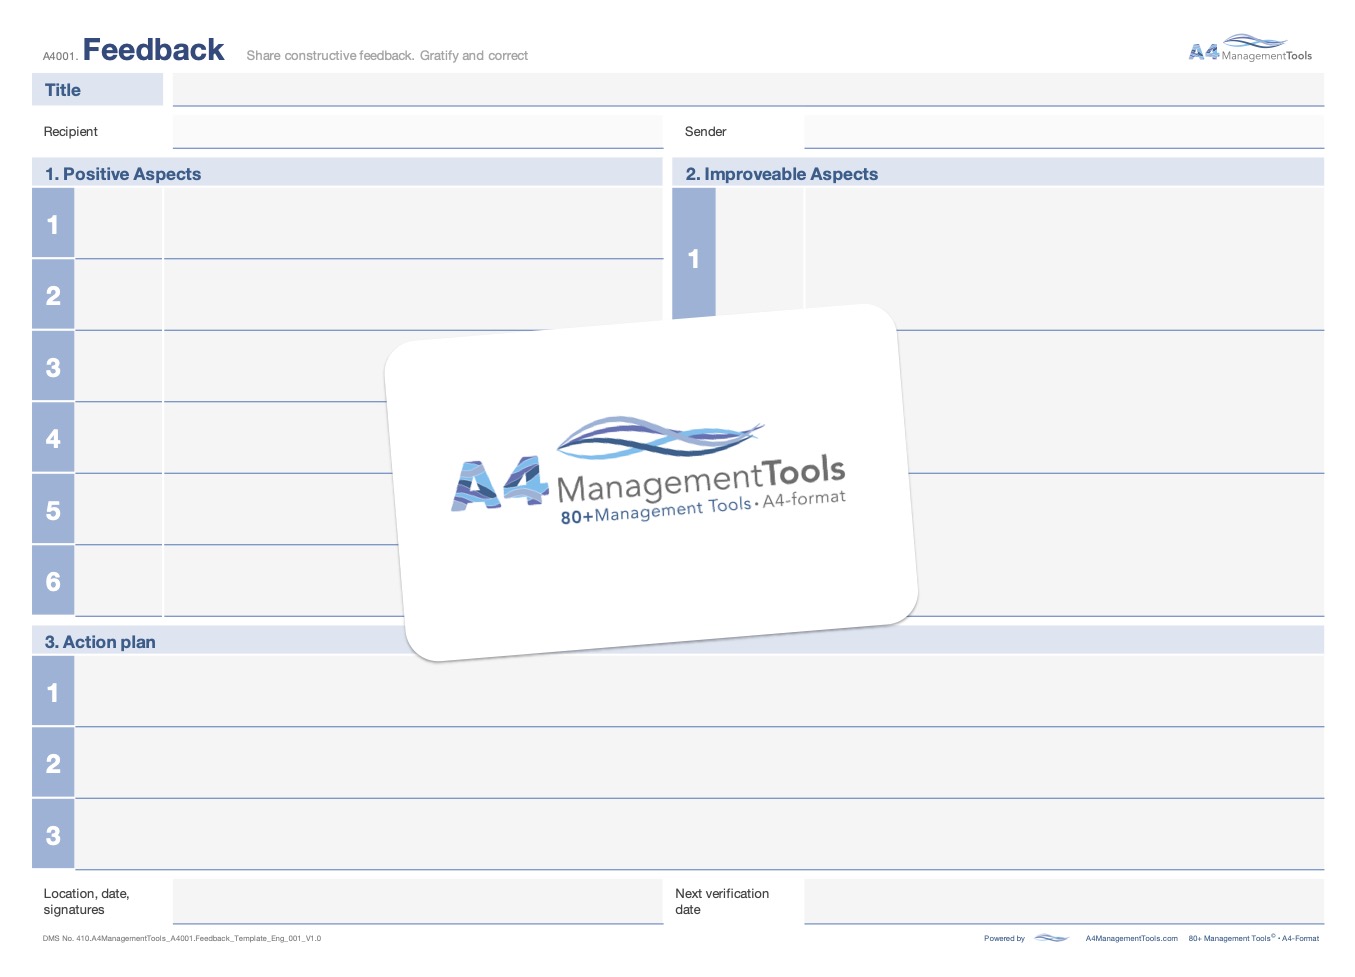 A4001. Feedback Share constructive feedback. Gratify and correct
A4 ManagementTools
Title
Recipient
Sender
1. Positive Aspects
2. Improveable Aspects
1
2
3
4
5
6
1
A4 ManagementTools
80+Management Tools · A4-format
3. Action plan
1
2
3
Location, date,
signatures
Next verification
date
DMS No. 410.A4ManagementTools_A4001.Feedback_Template_Eng_001_V1.0
Powered by A4ManagementTools.com 80+ Management Tools© · A4-Format